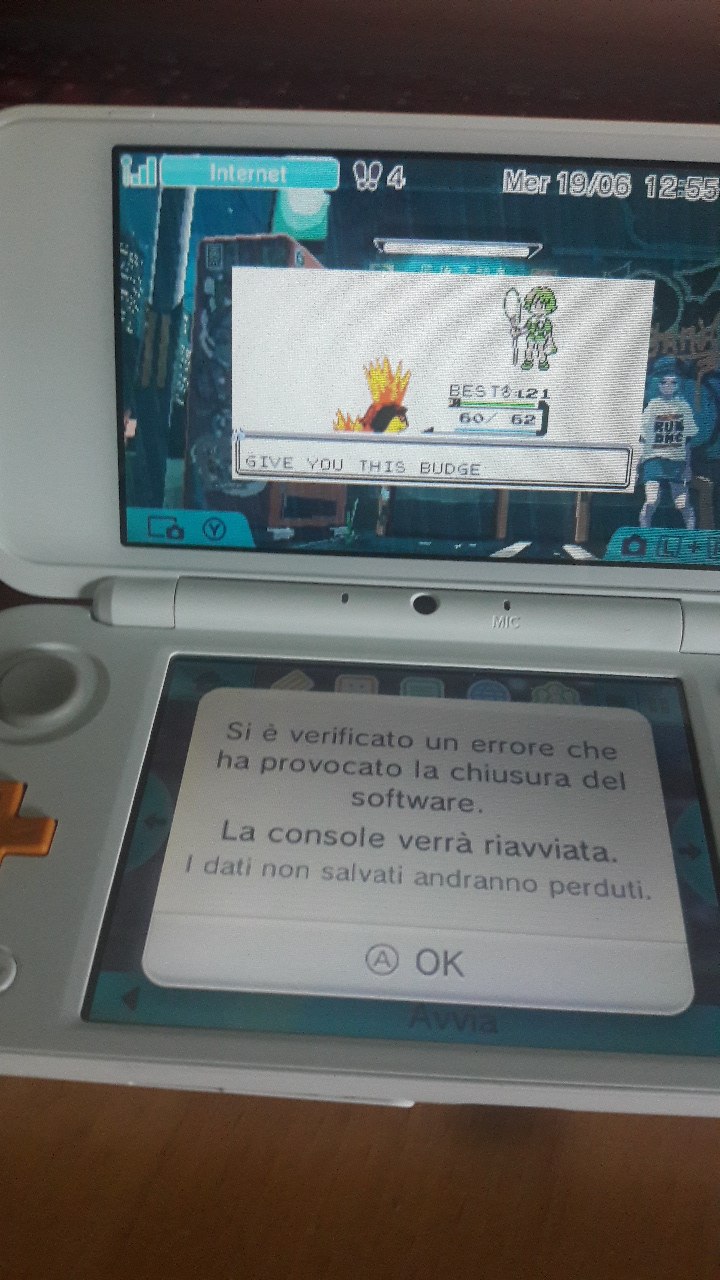 Internet
4
Mer 19/06 12:55
BEST♂ :L21
60/ 62
GIVE YOU THIS BUDGE
RUN
DMC
Y
L
MIC
Si è verificato un errore che
ha provocato la chiusura del
software.
La console verrà riavviata.
I dati non salvati andranno perduti.
A OK
Avvia